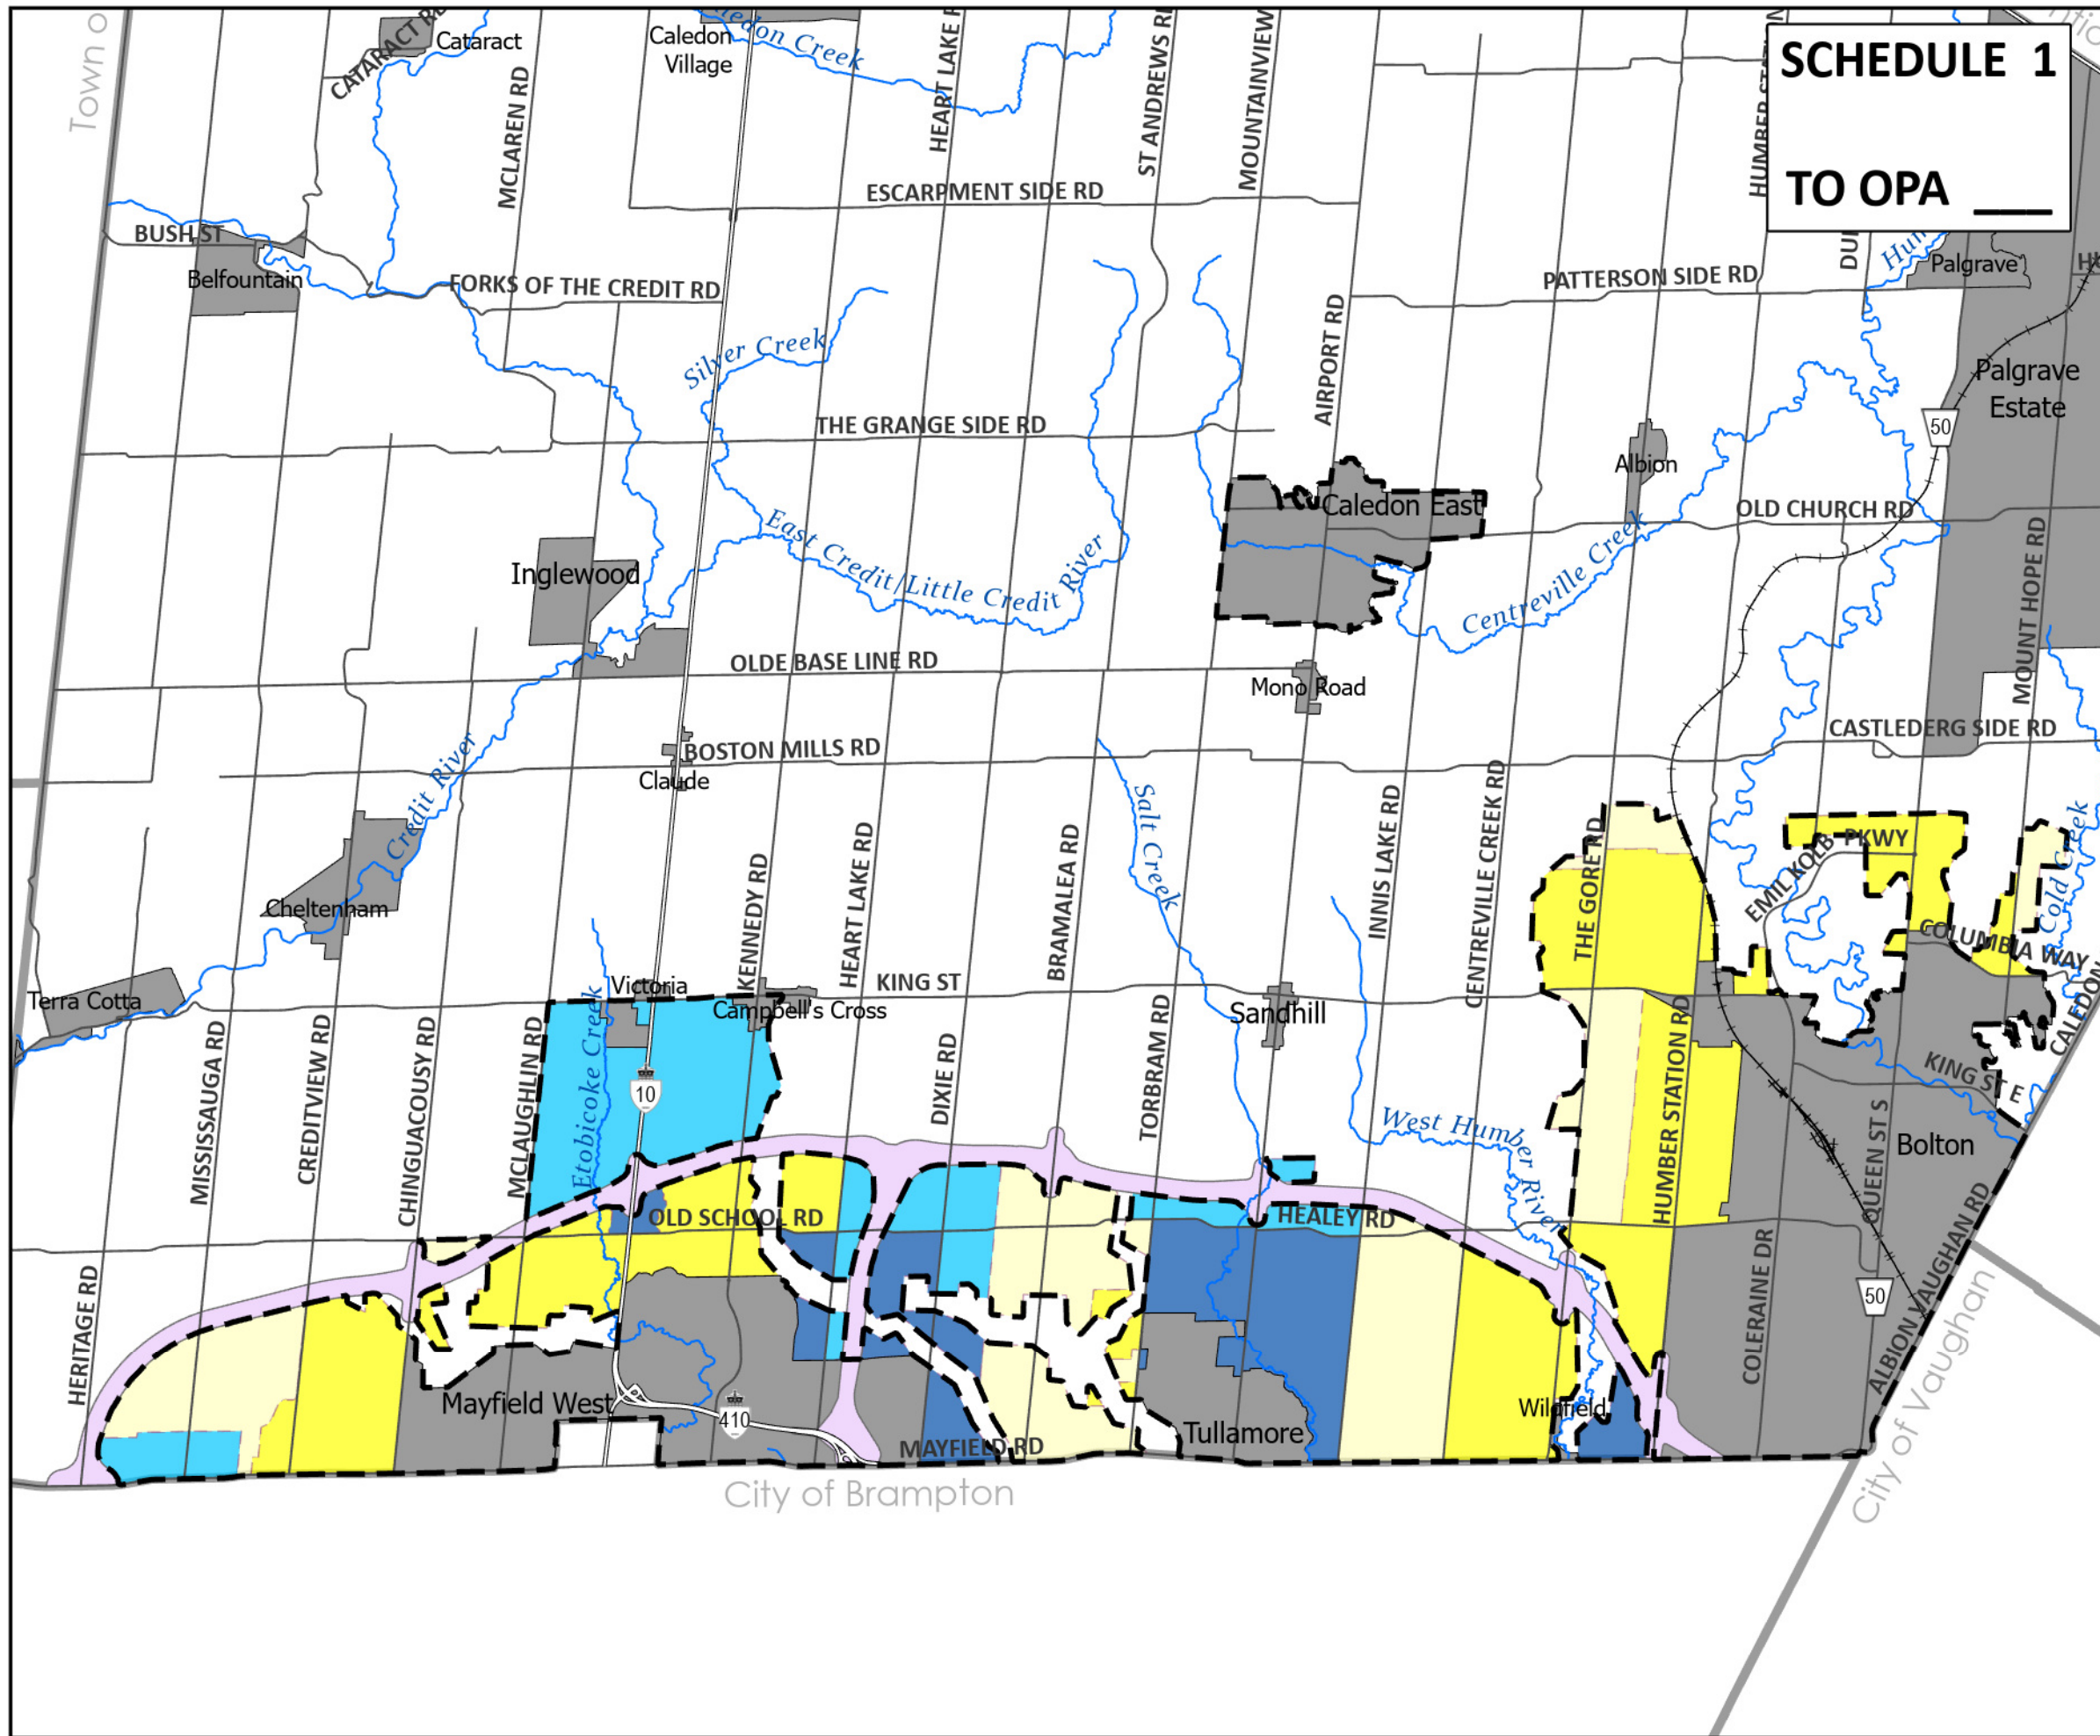 SCHEDULE 1
TO OPA ___
Town o
CATARACT RD
Cataract
Caledon
Village
edon Creek
MCLAREN RD
HEART LAKE
ST ANDREWS RD
MOUNTAINVIEW
ESCARPMENT SIDE RD
BUSH ST
Belfountain
FORKS OF THE CREDIT RD
PATTERSON SIDE RD
Palgrave
Silver Creek
AIRPORT RD
Palgrave
Estate
50
THE GRANGE SIDE RD
Albion
Caledon East
OLD CHURCH RD
East Credit/Little Credit River
Inglewood
Centreville Creek
MOUNT HOPE RD
OLDE BASE LINE RD
Mono Road
CASTLEDERG SIDE RD
BOSTON MILLS RD
Claude
Credit River
Salt Creek
INNIS LAKE RD
CENTREVILLE CREEK RD
THE GORE RD
EMIL KOLB PKWY
Cold Creek
KENNEDY RD
HEART LAKE RD
BRAMALEA RD
Cheltenham
COLUMBIA WAY
KING ST
Victoria
Terra Cotta
Campbell's Cross
Sandhill
CALEDON
MISSISSAUGA RD
CREDITVIEW RD
CHINGUACOUSY RD
MCLAUGHLIN RD
Etobicoke Creek
10
DIXIE RD
TORBRAM RD
West Humber River
HUMBER STATION RD
KING ST E
QUEEN ST S
Bolton
OLD SCHOOL RD
HEALEY RD
HERITAGE RD
COLERAINE DR
50
ALBION VAUGHAN RD
Mayfield West
410
MAYFIELD RD
Tullamore
Wildfield
City of Brampton
City of Vaughan